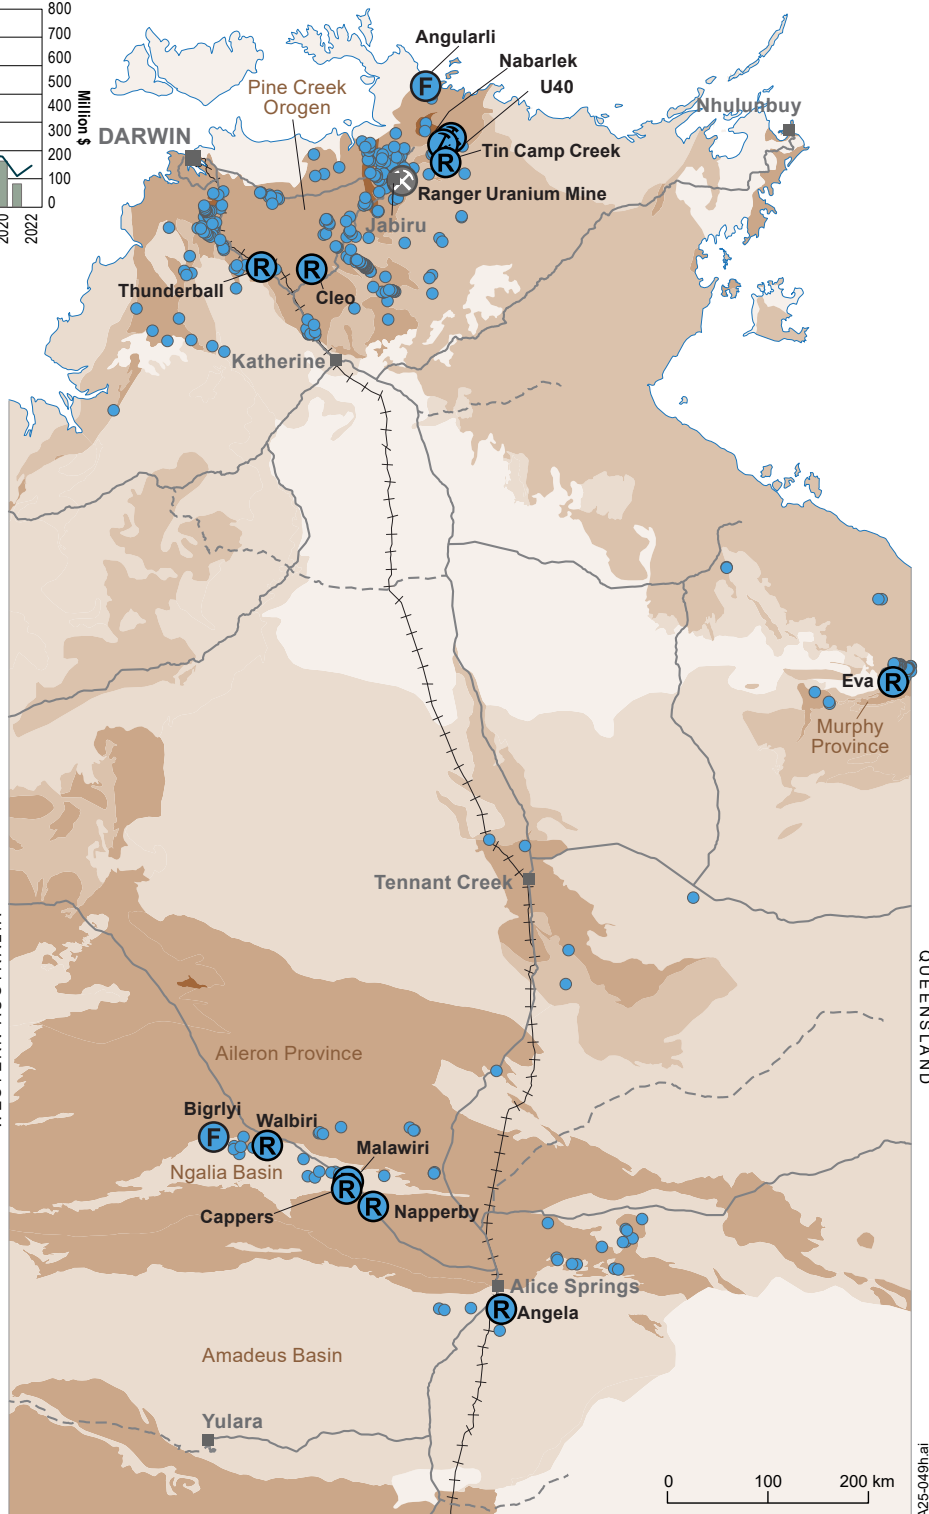 800
700
600
500
400
300
200
100
0
Million $
2020
2022
Angularli
F
Nabarlek
U40
Pine Creek
Orogen
Nhulunbuy
DARWIN
R
Tin Camp Creek
Ranger Uranium Mine
Jabiru
R
R
Thunderball
Cleo
Katherine
Eva
R
Murphy
Province
Tennant Creek
QUEENSLAND
Aileron Province
Bigrlyi
Walbiri
F
R
Malawiri
Ngalia Basin
R
Cappers
R
Napperby
Alice Springs
R
Angela
Amadeus Basin
Yulara
0
100
200 km
A25-049h.ai